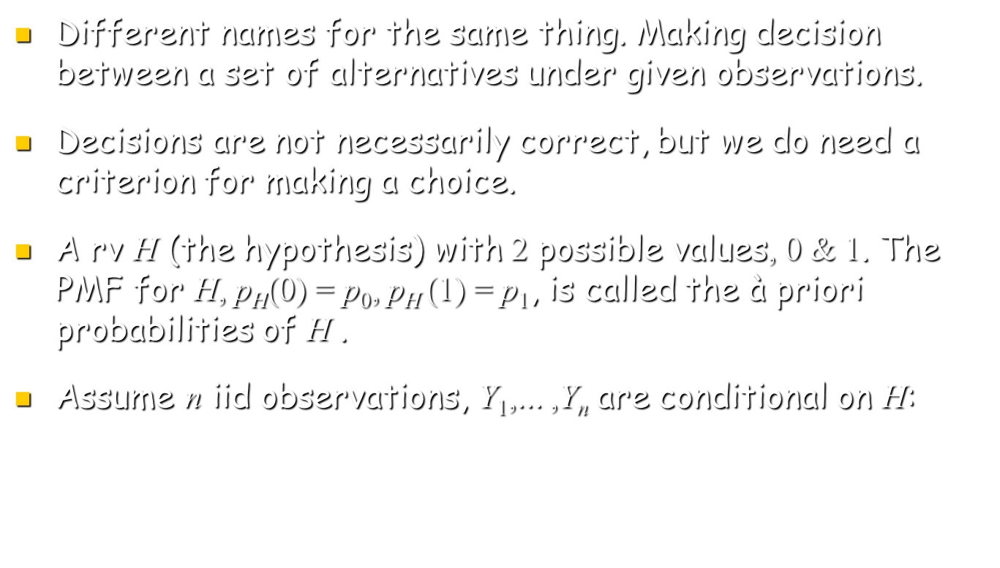 Different names for the same thing. Making decision
between a set of alternatives under given observations.
Decisions are not necessarily correct, but we do need a
criterion for making a choice.
A rv H (the hypothesis) with 2 possible values, 0 & 1. The
PMF for H, p_H(0) = p_0, p_H (1) = p_1, is called the à priori
probabilities of H .
Assume n iid observations, Y_1,... ,Y_n are conditional on H: